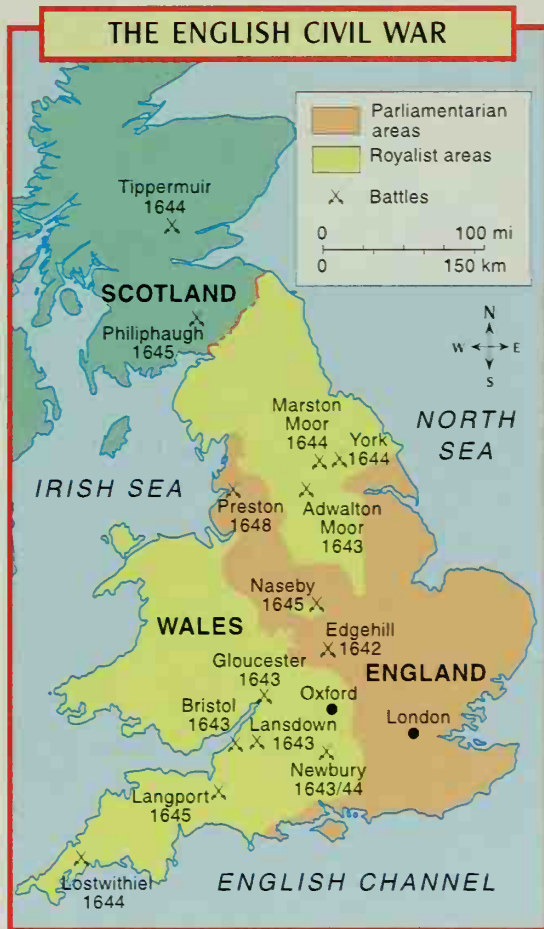 THE ENGLISH CIVIL WAR
Parliamentarian
areas
Royalist areas
Battles
0 100 mi
0 150 km
Tippermuir
1644
SCOTLAND
Philiphaugh
1645
N
W E
S
Marston
Moor
1644
York
1644
NORTH
SEA
IRISH SEA
Preston
1648
Adwalton
Moor
1643
Naseby
1645
WALES
Edgehill
1642
Gloucester
1643
ENGLAND
Oxford
Bristol
1643
Lansdown
1643
London
Newbury
1643/44
Langport
1645
Lostwithiel
1644
ENGLISH CHANNEL